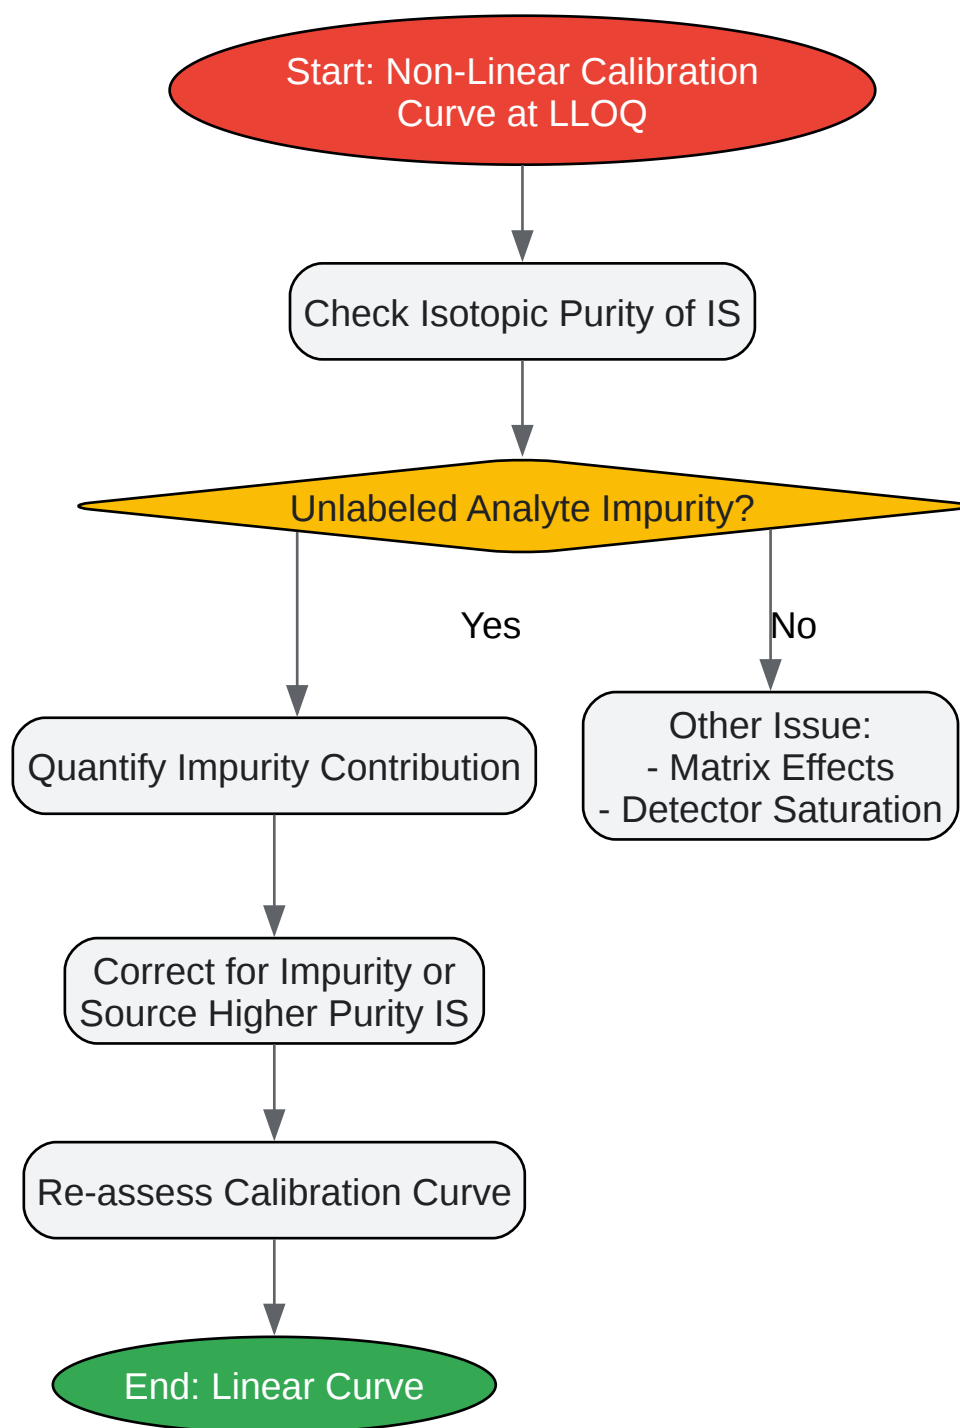 Start: Non-Linear Calibration
Curve at LLOQ
Check Isotopic Purity of IS
Unlabeled Analyte Impurity?
Yes
No
Quantify Impurity Contribution
Other Issue:
- Matrix Effects
- Detector Saturation
Correct for Impurity or
Source Higher Purity IS
Re-assess Calibration Curve
End: Linear Curve